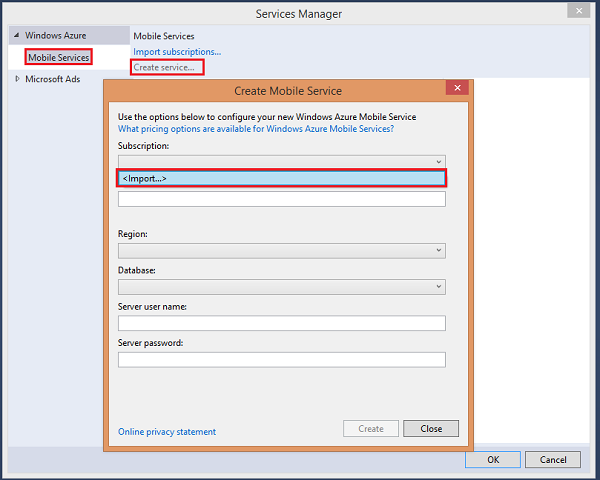 Services Manager
Windows Azure
Mobile Services
Microsoft Ads
Mobile Services
Import subscriptions...
Create service...
Create Mobile Service
Use the options below to configure your new Windows Azure Mobile Service
What pricing options are available for Windows Azure Mobile Services?
Subscription:
<Import...>
Region:
Database:
Server user name:
Server password:
Online privacy statement
Create
Close
OK
Cancel